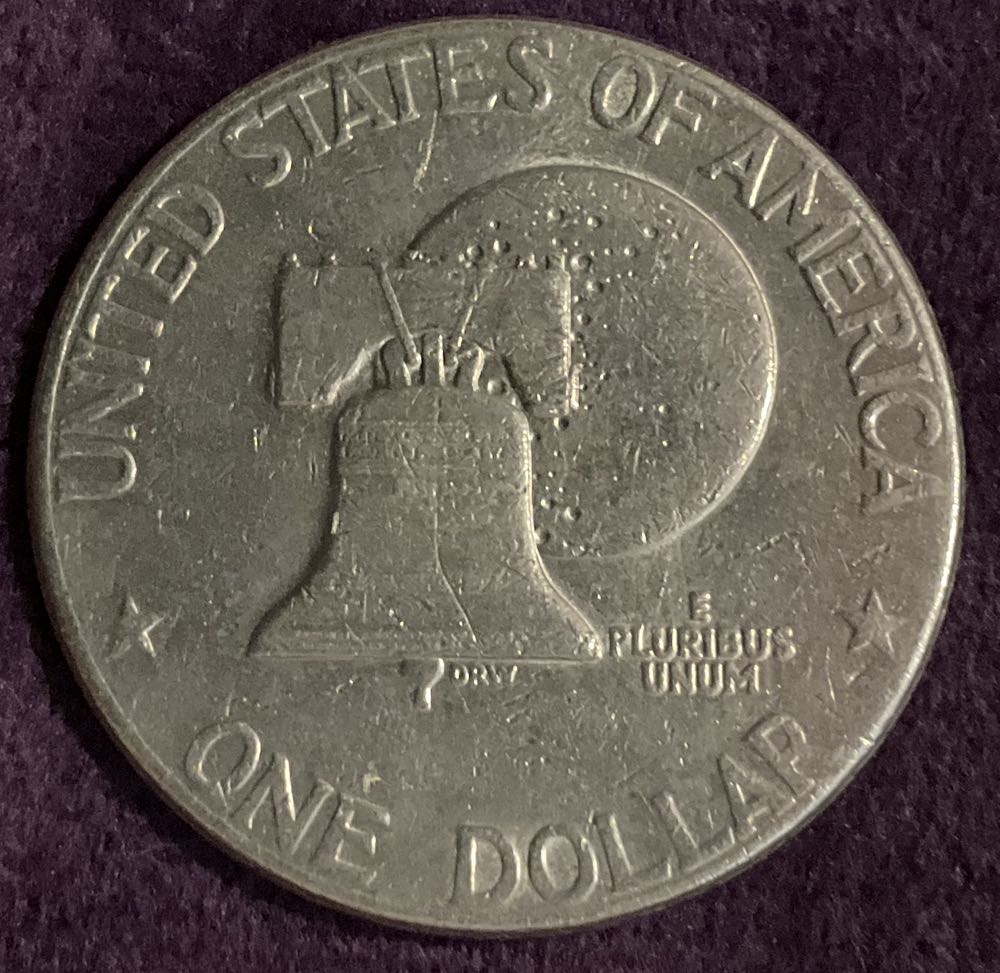 UNITED STATES OF AMERICA
E
PLURIBUS
UNUM
DRW
ONE DOLLAR